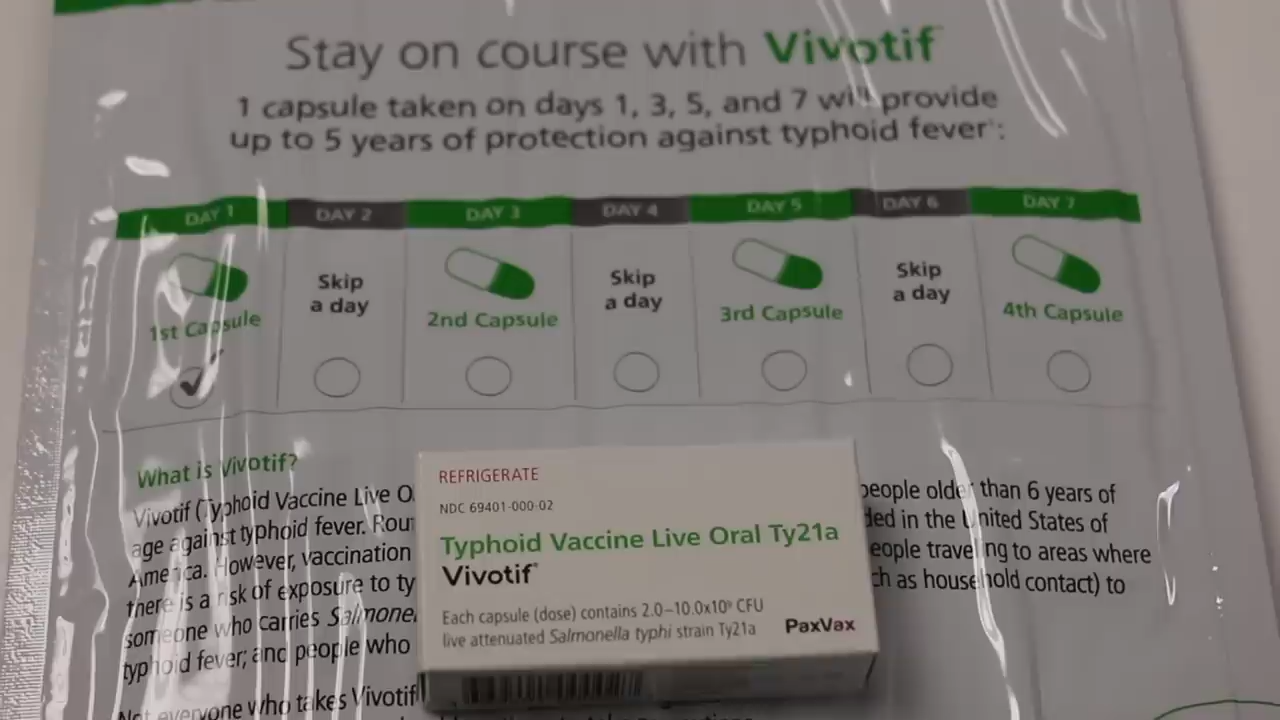 Stay on course with Vivotif
1 capsule taken on days 1, 3, 5, and 7 will provide
up to 5 years of protection against typhoid fever*:
DAY 1 DAY 2 DAY 3 DAY 4 DAY 5 DAY 6 DAY 7
1st Capsule
Skip
a day
2nd Capsule
Skip
a day
3rd Capsule
Skip
a day
4th Capsule
What is Vivotif?
Vivotif (Typhoid Vaccine Live O people older than 6 years of
age against typhoid fever. Rout ded in the United States of
America. However, vaccination eople traveling to areas where
there is a risk of exposure to ty ch as household contact) to
someone who carries Salmone
typhoid fever; and people who
Not everyone who takes Vivotif
REFRIGERATE
NDC 69401-000-02
Typhoid Vaccine Live Oral Ty21a
Vivotif®
Each capsule (dose) contains 2.0–10.0x10⁹ CFU
live attenuated Salmonella typhi strain Ty21a
PaxVax